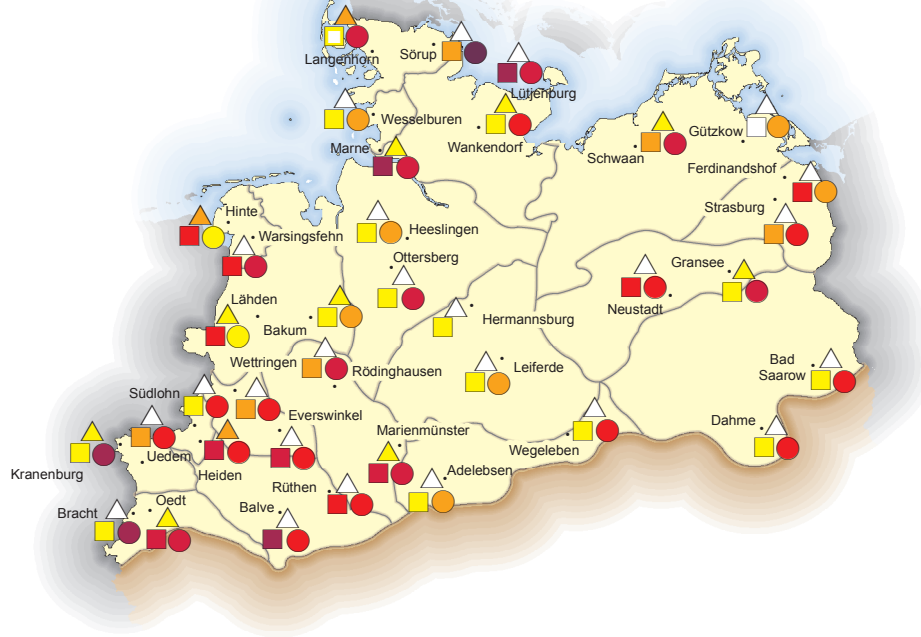 Langenhorn
Sörup
Lütjenburg
Wesselburen
Wankendorf
Gützkow
Marne
Schwaan
Ferdinandshof
Strasburg
Hinte
Warsingsfehn
Heeslingen
Ottersberg
Gransee
Lähden
Bakum
Hermannsburg
Neustadt
Wettringen
Rödinghausen
Leiferde
Bad
Saarow
Südlohn
Everswinkel
Marienmünster
Dahme
Kranenburg
Uedem
Heiden
Wegeleben
Adelebsen
Rüthen
Oedt
Bracht
Balve